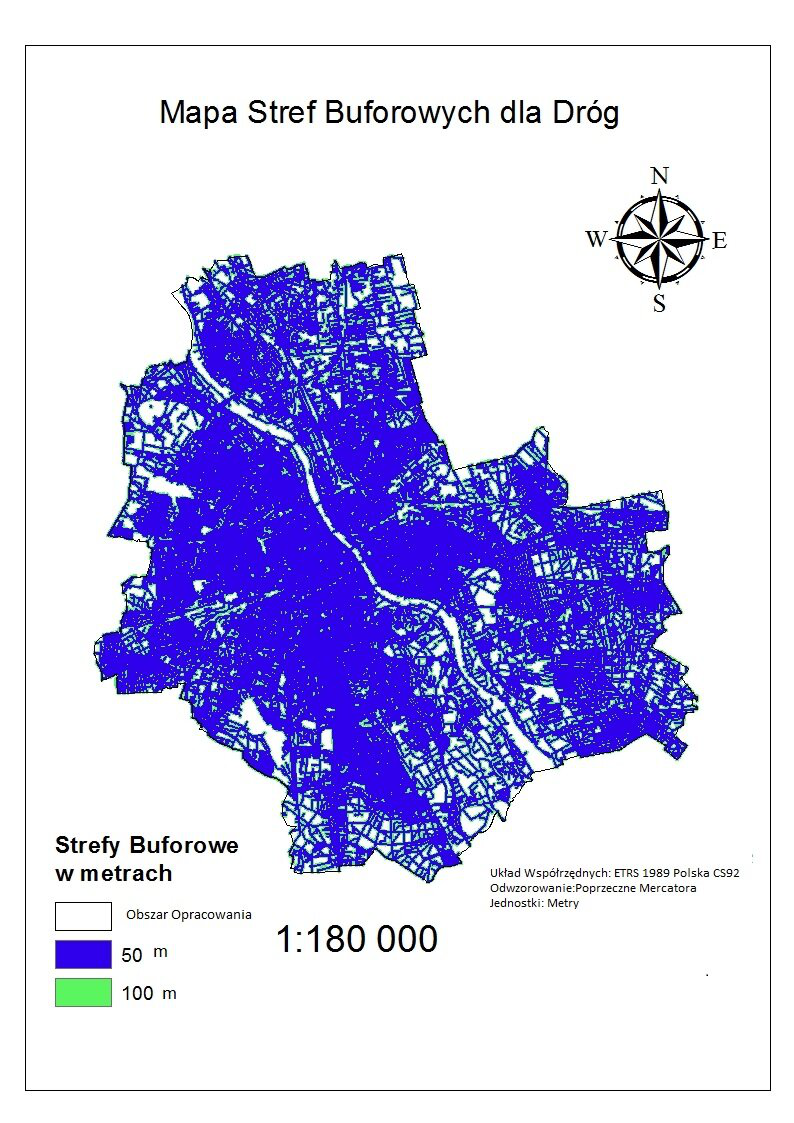 Mapa Stref Buforowych dla Dróg
N
W E
S
Strefy Buforowe
w metrach
Obszar Opracowania
50 m
100 m
1:180 000
Układ Współrzędnych: ETRS 1989 Polska CS92
Odwzorowanie:Poprzeczne Mercatora
Jednostki: Metry